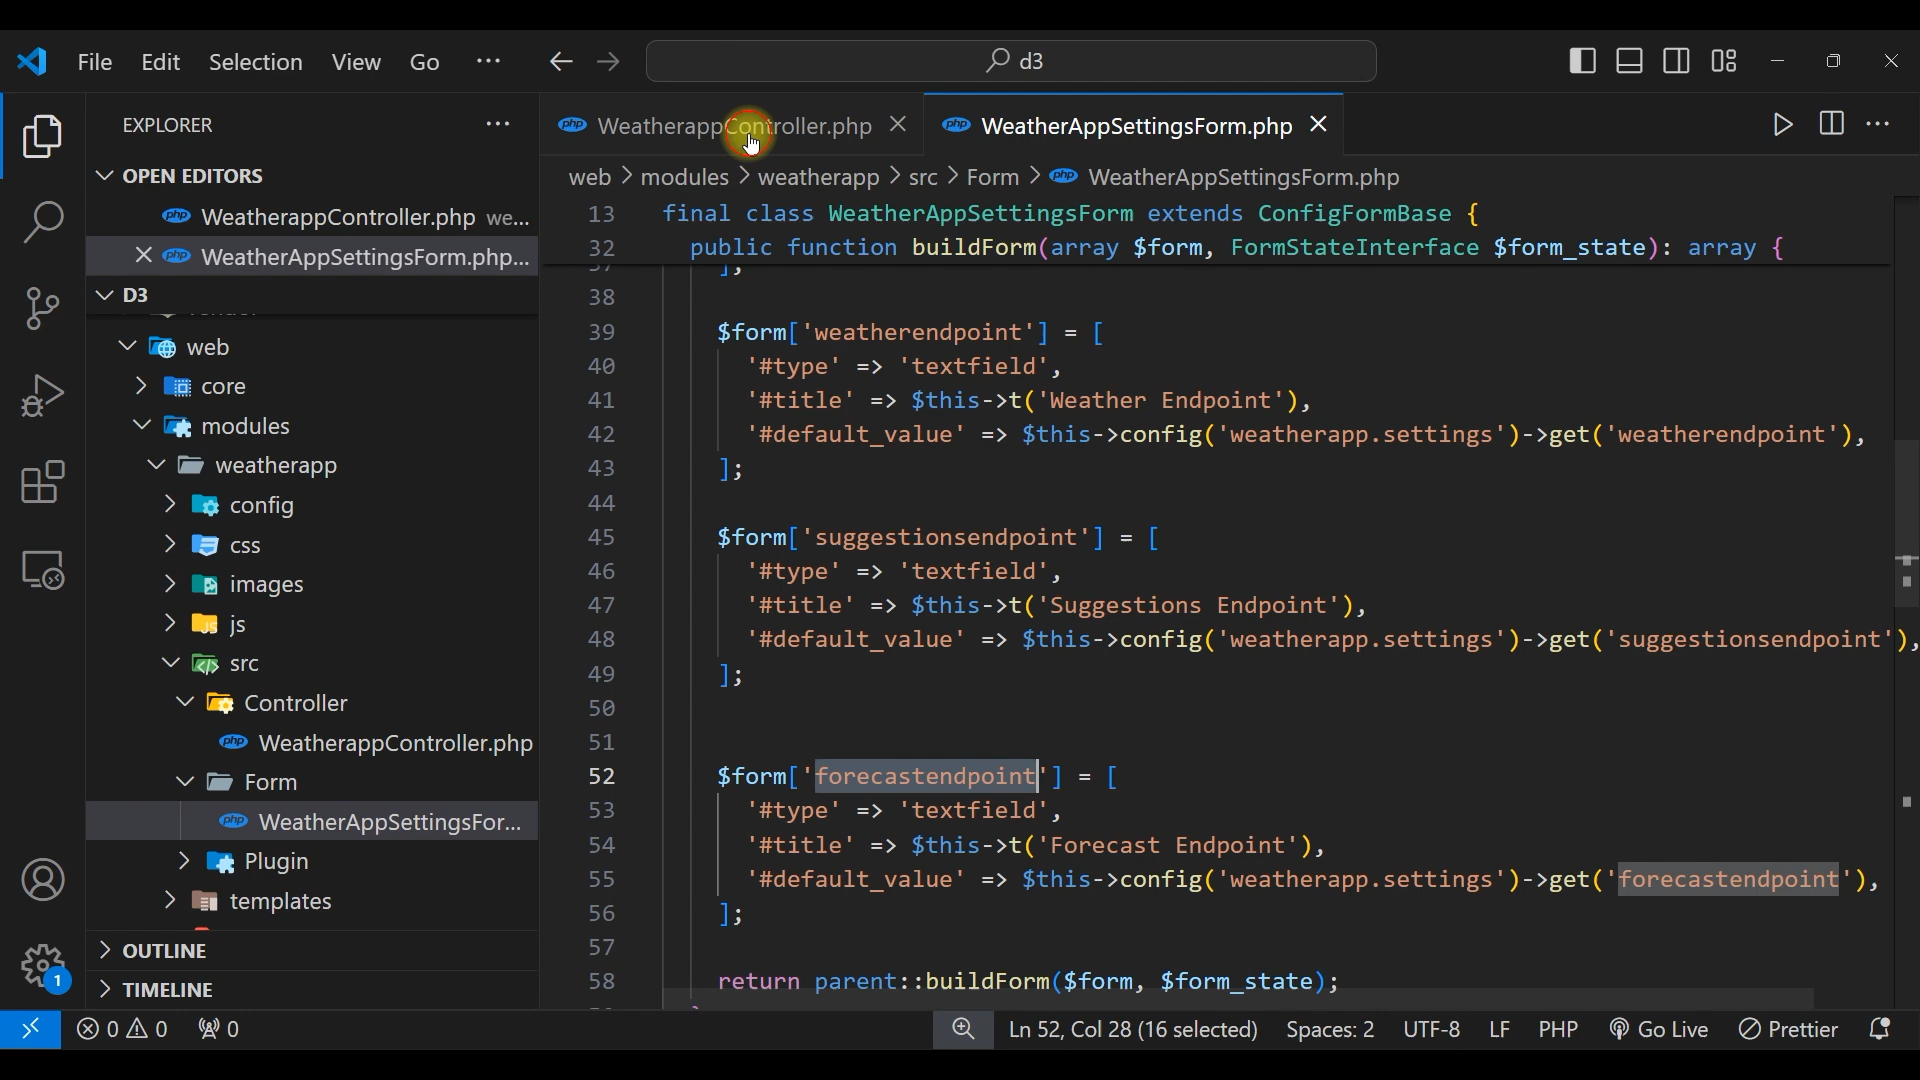 File Edit Selection View Go ··· d3
EXPLORER ···
OPEN EDITORS
WeatherappController.php we...
WeatherAppSettingsForm.php...
D3
web
core
modules
weatherapp
config
css
images
js
src
Controller
WeatherappController.php
Form
WeatherAppSettingsFor...
Plugin
templates
OUTLINE
TIMELINE
WeatherappController.php WeatherAppSettingsForm.php
web > modules > weatherapp > src > Form > WeatherAppSettingsForm.php
13 final class WeatherAppSettingsForm extends ConfigFormBase {
32 public function buildForm(array $form, FormStateInterface $form_state): array {
37 ];
38
39 $form['weatherendpoint'] = [
40 '#type' => 'textfield',
41 '#title' => $this->t('Weather Endpoint'),
42 '#default_value' => $this->config('weatherapp.settings')->get('weatherendpoint'),
43 ];
44
45 $form['suggestionsendpoint'] = [
46 '#type' => 'textfield',
47 '#title' => $this->t('Suggestions Endpoint'),
48 '#default_value' => $this->config('weatherapp.settings')->get('suggestionsendpoint'),
49 ];
50
51
52 $form['forecastendpoint'] = [
53 '#type' => 'textfield',
54 '#title' => $this->t('Forecast Endpoint'),
55 '#default_value' => $this->config('weatherapp.settings')->get('forecastendpoint'),
56 ];
57
58 return parent::buildForm($form, $form_state);
1
0 0 0 Ln 52, Col 28 (16 selected) Spaces: 2 UTF-8 LF PHP Go Live Prettier